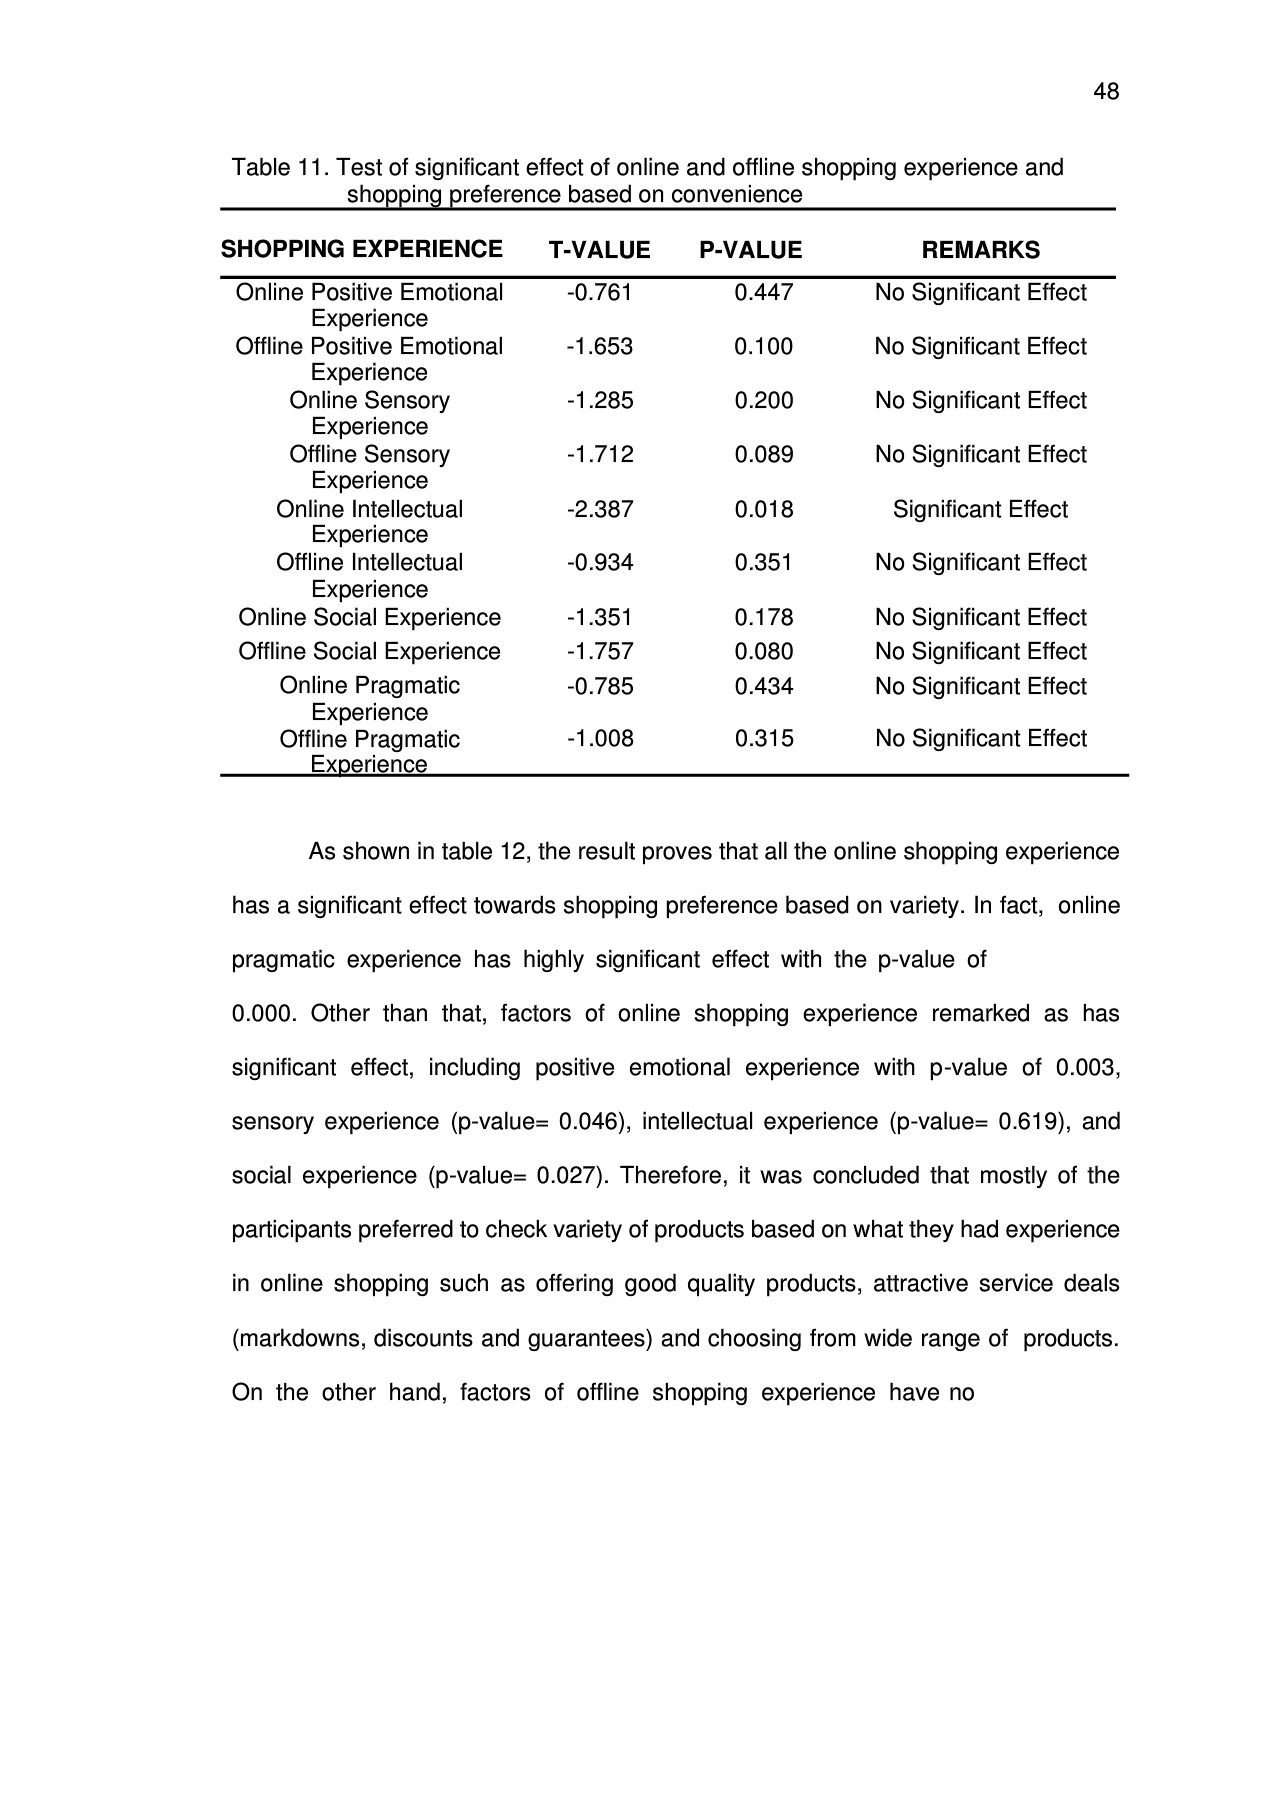 48
Table 11. Test of significant effect of online and offline shopping experience and
shopping preference based on convenience
SHOPPING EXPERIENCE T-VALUE P-VALUE REMARKS
Online Positive Emotional -0.761 0.447 No Significant Effect
Experience
Offline Positive Emotional -1.653 0.100 No Significant Effect
Experience
Online Sensory -1.285 0.200 No Significant Effect
Experience
Offline Sensory -1.712 0.089 No Significant Effect
Experience
Online Intellectual -2.387 0.018 Significant Effect
Experience
Offline Intellectual -0.934 0.351 No Significant Effect
Experience
Online Social Experience -1.351 0.178 No Significant Effect
Offline Social Experience -1.757 0.080 No Significant Effect
Online Pragmatic -0.785 0.434 No Significant Effect
Experience
Offline Pragmatic -1.008 0.315 No Significant Effect
Experience
As shown in table 12, the result proves that all the online shopping experience
has a significant effect towards shopping preference based on variety. In fact, online
pragmatic experience has highly significant effect with the p-value of
0.000. Other than that, factors of online shopping experience remarked as has
significant effect, including positive emotional experience with p-value of 0.003,
sensory experience (p-value= 0.046), intellectual experience (p-value= 0.619), and
social experience (p-value= 0.027). Therefore, it was concluded that mostly of the
participants preferred to check variety of products based on what they had experience
in online shopping such as offering good quality products, attractive service deals
(markdowns, discounts and guarantees) and choosing from wide range of products.
On the other hand, factors of offline shopping experience have no